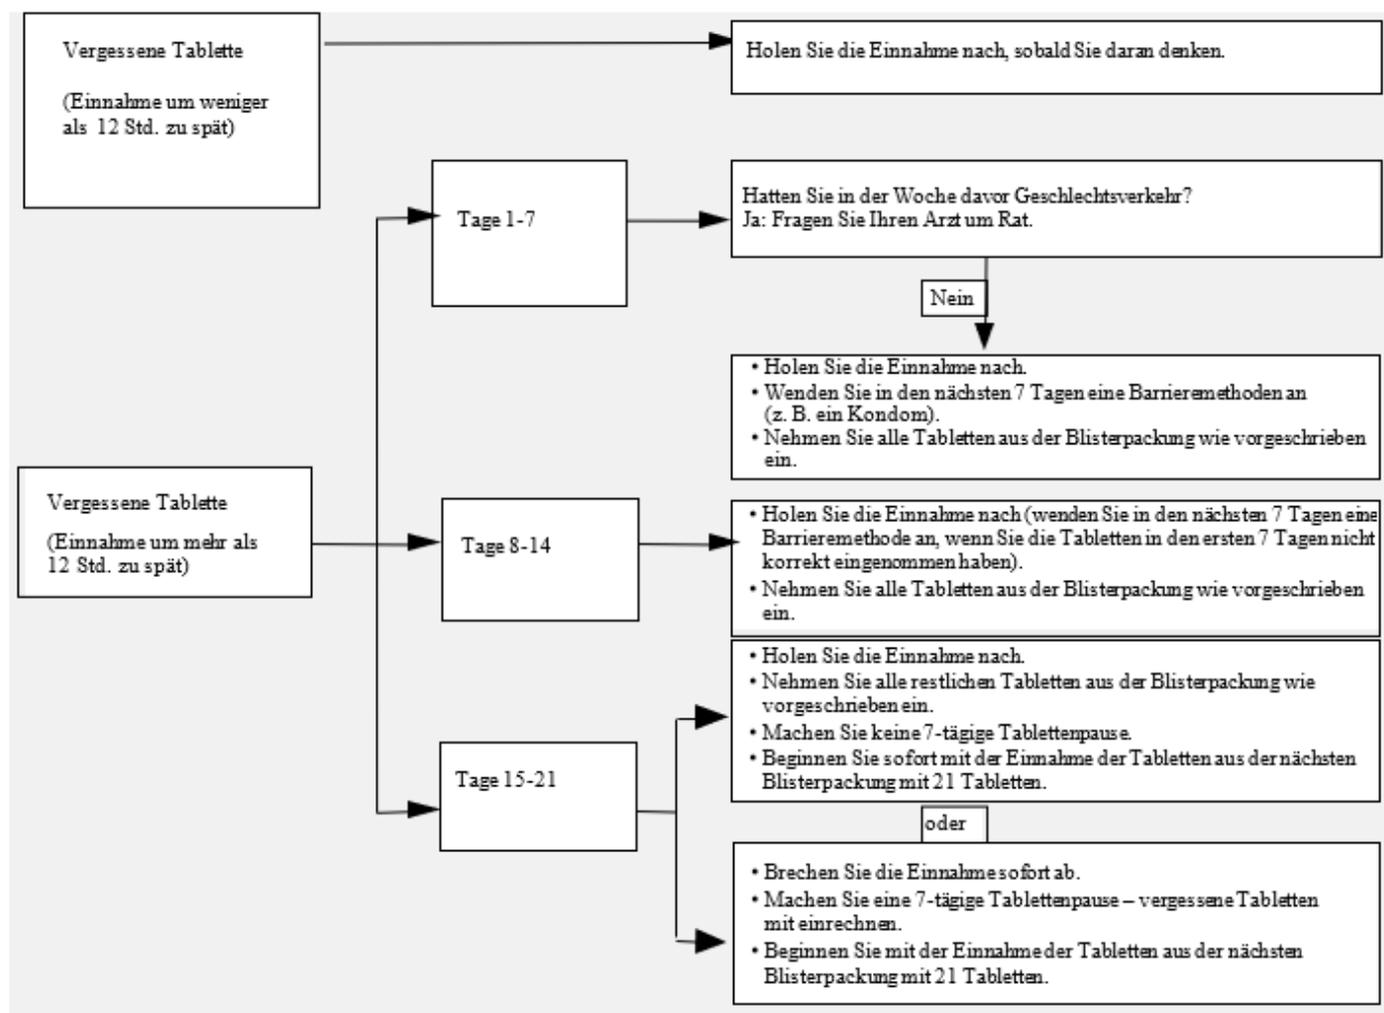 Vergessene Tablette
(Einnahme um weniger
als 12 Std. zu spät)
Holen Sie die Einnahme nach, sobald Sie daran denken.
Tage 1-7
Hatten Sie in der Woche davor Geschlechtsverkehr?
Ja: Fragen Sie Ihren Arzt um Rat.
Nein
• Holen Sie die Einnahme nach.
• Wenden Sie in den nächsten 7 Tagen eine Barrieremethoden an
(z. B. ein Kondom).
• Nehmen Sie alle Tabletten aus der Blisterpackung wie vorgeschrieben
ein.
Vergessene Tablette
(Einnahme um mehr als
12 Std. zu spät)
Tage 8-14
• Holen Sie die Einnahme nach (wenden Sie in den nächsten 7 Tagen eine
Barrieremethode an, wenn Sie die Tabletten in den ersten 7 Tagen nicht
korrekt eingenommen haben).
• Nehmen Sie alle Tabletten aus der Blisterpackung wie vorgeschrieben
ein.
Tage 15-21
• Holen Sie die Einnahme nach.
• Nehmen Sie alle restlichen Tabletten aus der Blisterpackung wie
vorgeschrieben ein.
• Machen Sie keine 7-tägige Tablettenpause.
• Beginnen Sie sofort mit der Einnahme der Tabletten aus der nächsten
Blisterpackung mit 21 Tabletten.
oder
• Brechen Sie die Einnahme sofort ab.
• Machen Sie eine 7-tägige Tablettenpause – vergessene Tabletten
mit einrechnen.
• Beginnen Sie mit der Einnahme der Tabletten aus der nächsten
Blisterpackung mit 21 Tabletten.